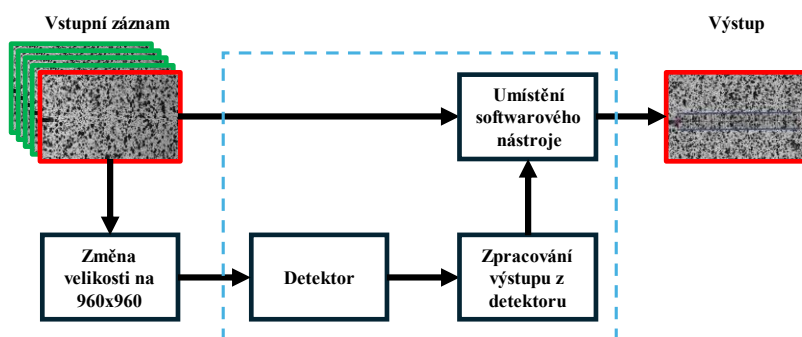 Vstupní záznam
Výstup
Umístění
softwarového
nástroje
Změna
velikosti na
960x960
Detektor
Zpracování
výstupu z
detektoru